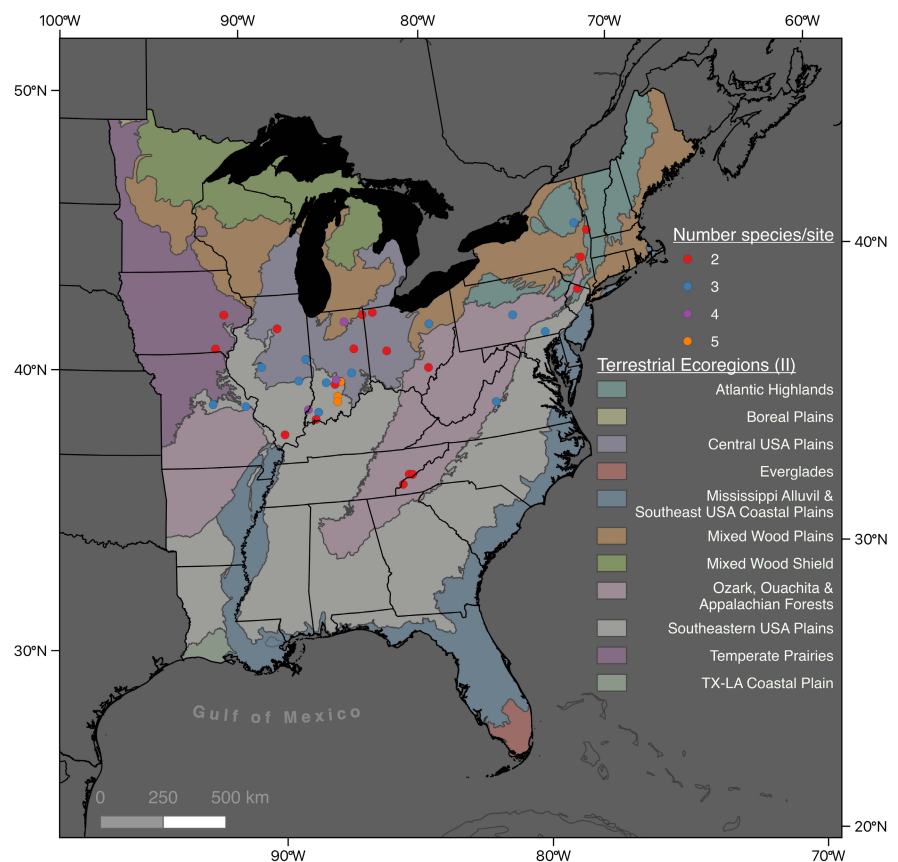 100°W 90°W 80°W 70°W 60°W
50°N
Number species/site
40°N
2
3
4
5
Terrestrial Ecoregions (II)
40°N
Atlantic Highlands
Boreal Plains
Central USA Plains
Everglades
Mississippi Alluvil &
Southeast USA Coastal Plains
30°N
Mixed Wood Plains
Mixed Wood Shield
Ozark, Ouachita &
Appalachian Forests
Southeastern USA Plains
30°N
Temperate Prairies
TX-LA Coastal Plain
Gulf of Mexico
0 250 500 km
20°N
90°W 80°W 70°W